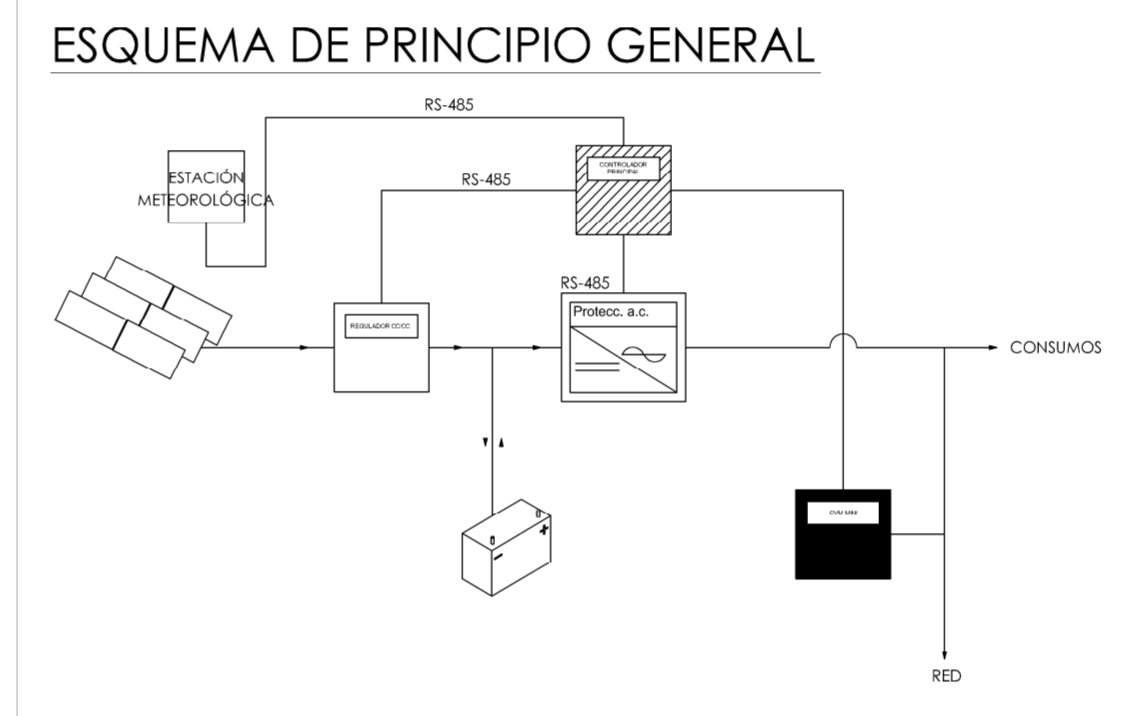 ESQUEMA DE PRINCIPIO GENERAL
RS-485
CONTROLADOR
PRINCIPAL
ESTACIÓN
METEOROLÓGICA
RS-485
RS-485
Protecc. a.c.
REGULADOR CC/CC
CONSUMOS
RED